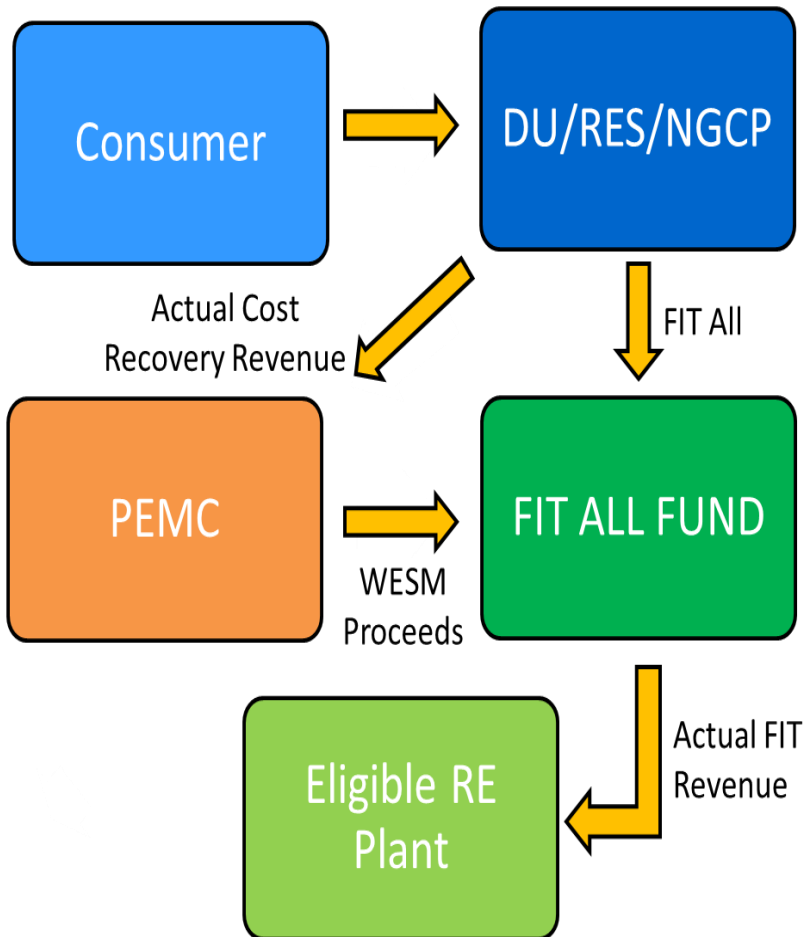 Consumer
DU/RES/NGCP
Actual Cost
Recovery Revenue
FIT All
PEMC
WESM
Proceeds
FIT ALL FUND
Eligible RE
Plant
Actual FIT
Revenue